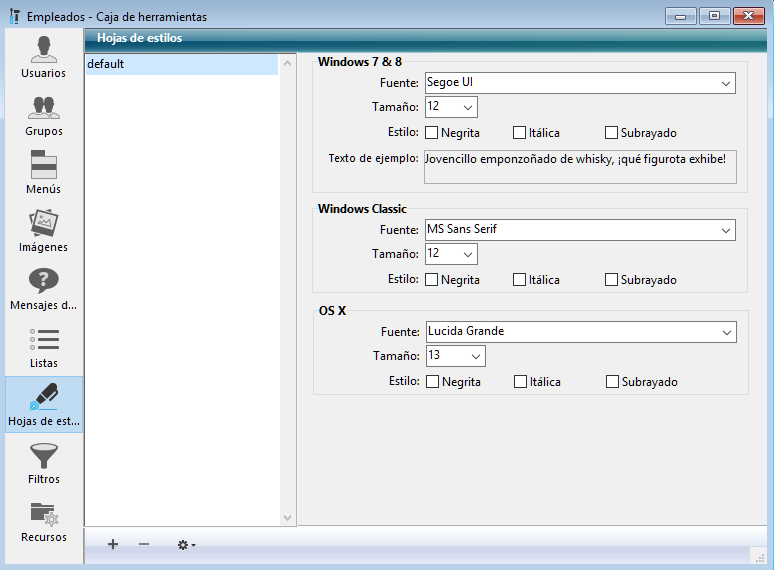 Empleados - Caja de herramientas
Usuarios
Grupos
Menús
Imágenes
Mensajes d...
Listas
Hojas de est...
Filtros
Recursos
Hojas de estilos
default
Windows 7 & 8
Fuente: Segoe UI
Tamaño: 12
Estilo: Negrita Itálica Subrayado
Texto de ejemplo: Jovencillo emponzoñado de whisky, ¡qué figurota exhibe!
Windows Classic
Fuente: MS Sans Serif
Tamaño: 12
Estilo: Negrita Itálica Subrayado
OS X
Fuente: Lucida Grande
Tamaño: 13
Estilo: Negrita Itálica Subrayado